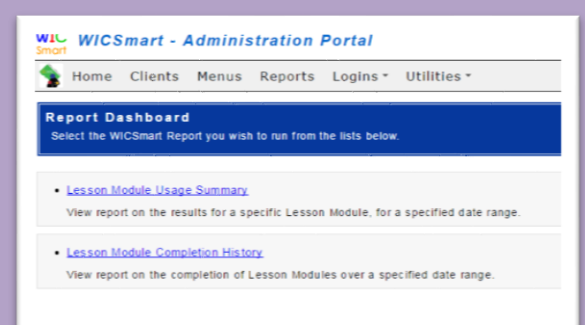 WIC Smart WICSmart - Administration Portal
Home Clients Menus Reports Logins Utilities
Report Dashboard
Select the WICSmart Report you wish to run from the lists below.
• Lesson Module Usage Summary
View report on the results for a specific Lesson Module, for a specified date range.
• Lesson Module Completion History
View report on the completion of Lesson Modules over a specified date range.